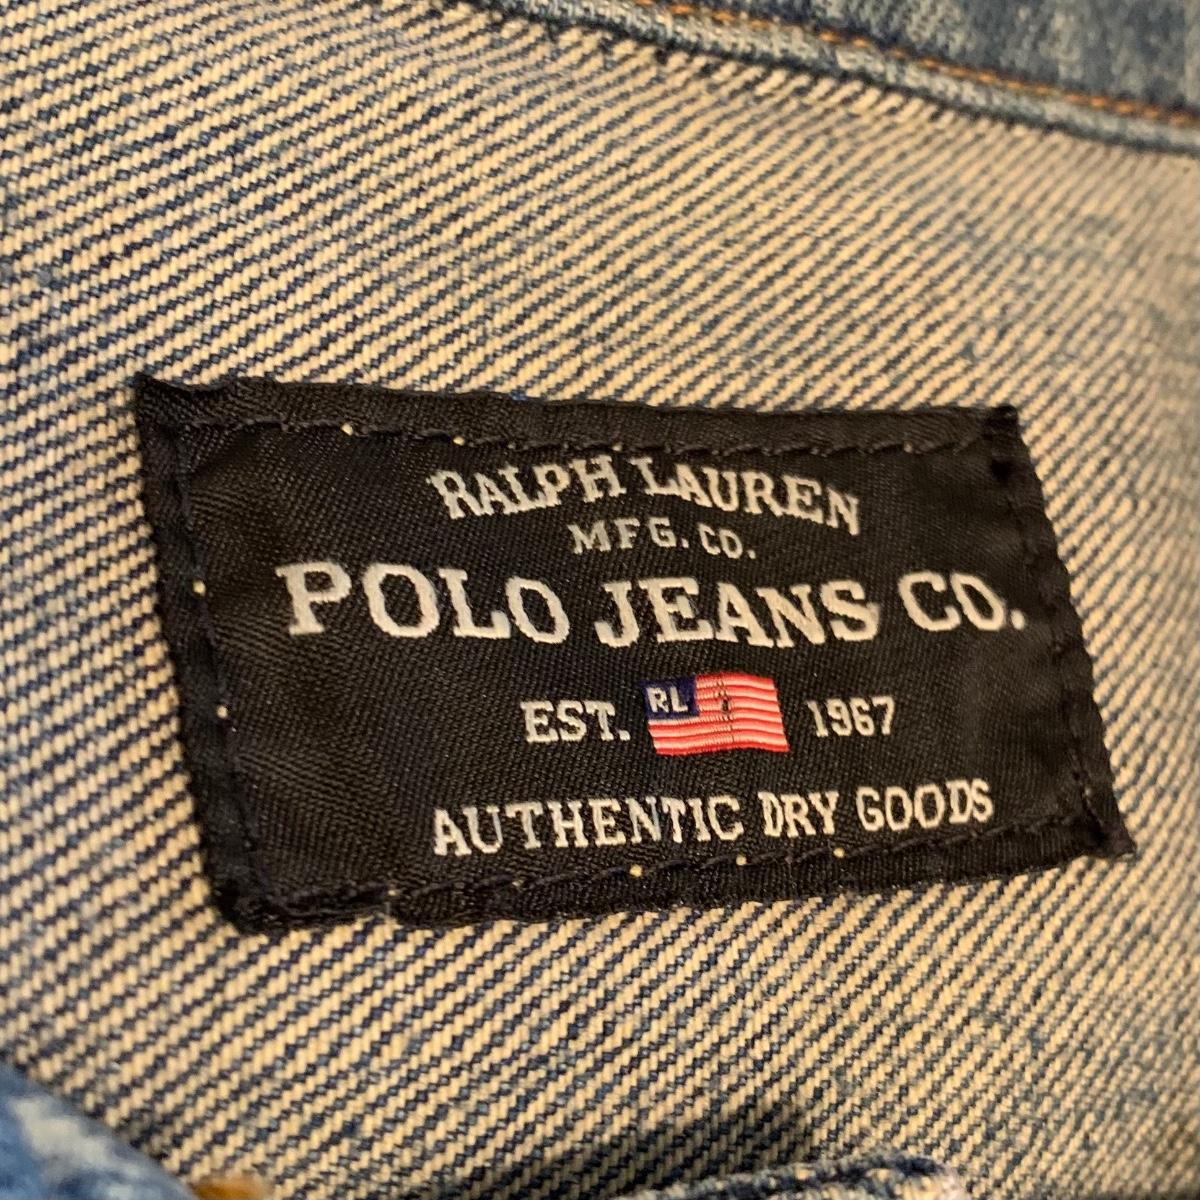 RALPH LAUREN
MFG. CO.
POLO JEANS CO.
EST. RL 1967
AUTHENTIC DRY GOODS